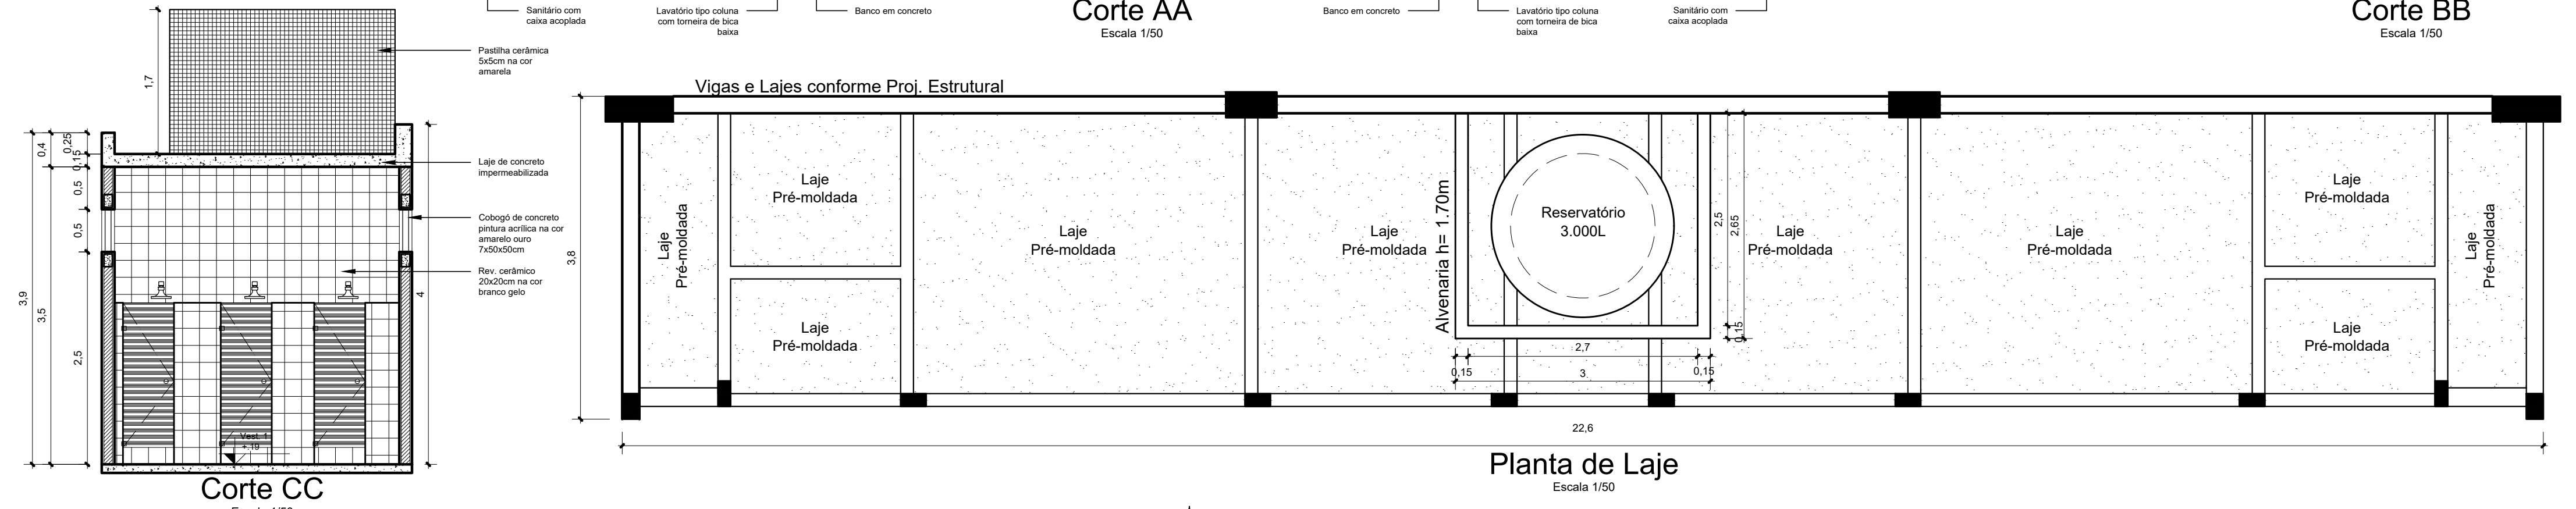 Sanitário com
caixa acoplada
Lavatório tipo coluna
com torneira de bica
baixa
Banco em concreto
Corte AA
Escala 1/50
Banco em concreto
Lavatório tipo coluna
com torneira de bica
baixa
Sanitário com
caixa acoplada
Corte BB
Escala 1/50
1,7
Pastilha cerâmica
5x5cm na cor
amarela
0,4
0,25
0,15
Laje de concreto
impermeabilizada
0,5
0,5
Cobogó de concreto
pintura acrílica na cor
amarelo ouro
7x50x50cm
Rev. cerâmico
20x20cm na cor
branco gelo
3,9
3,5
2,5
4
Vest. 1
+.19
Corte CC
Vigas e Lajes conforme Proj. Estrutural
3,8
Laje
Pré-moldada
Laje
Pré-moldada
Laje
Pré-moldada
Laje
Pré-moldada
Laje
Pré-moldada
Alvenaria h= 1.70m
Reservatório
3.000L
2,5
2,65
0,15
2,7
0,15
3
0,15
Laje
Pré-moldada
Laje
Pré-moldada
Laje
Pré-moldada
Laje
Pré-moldada
Laje
Pré-moldada
22,6
Planta de Laje
Escala 1/50